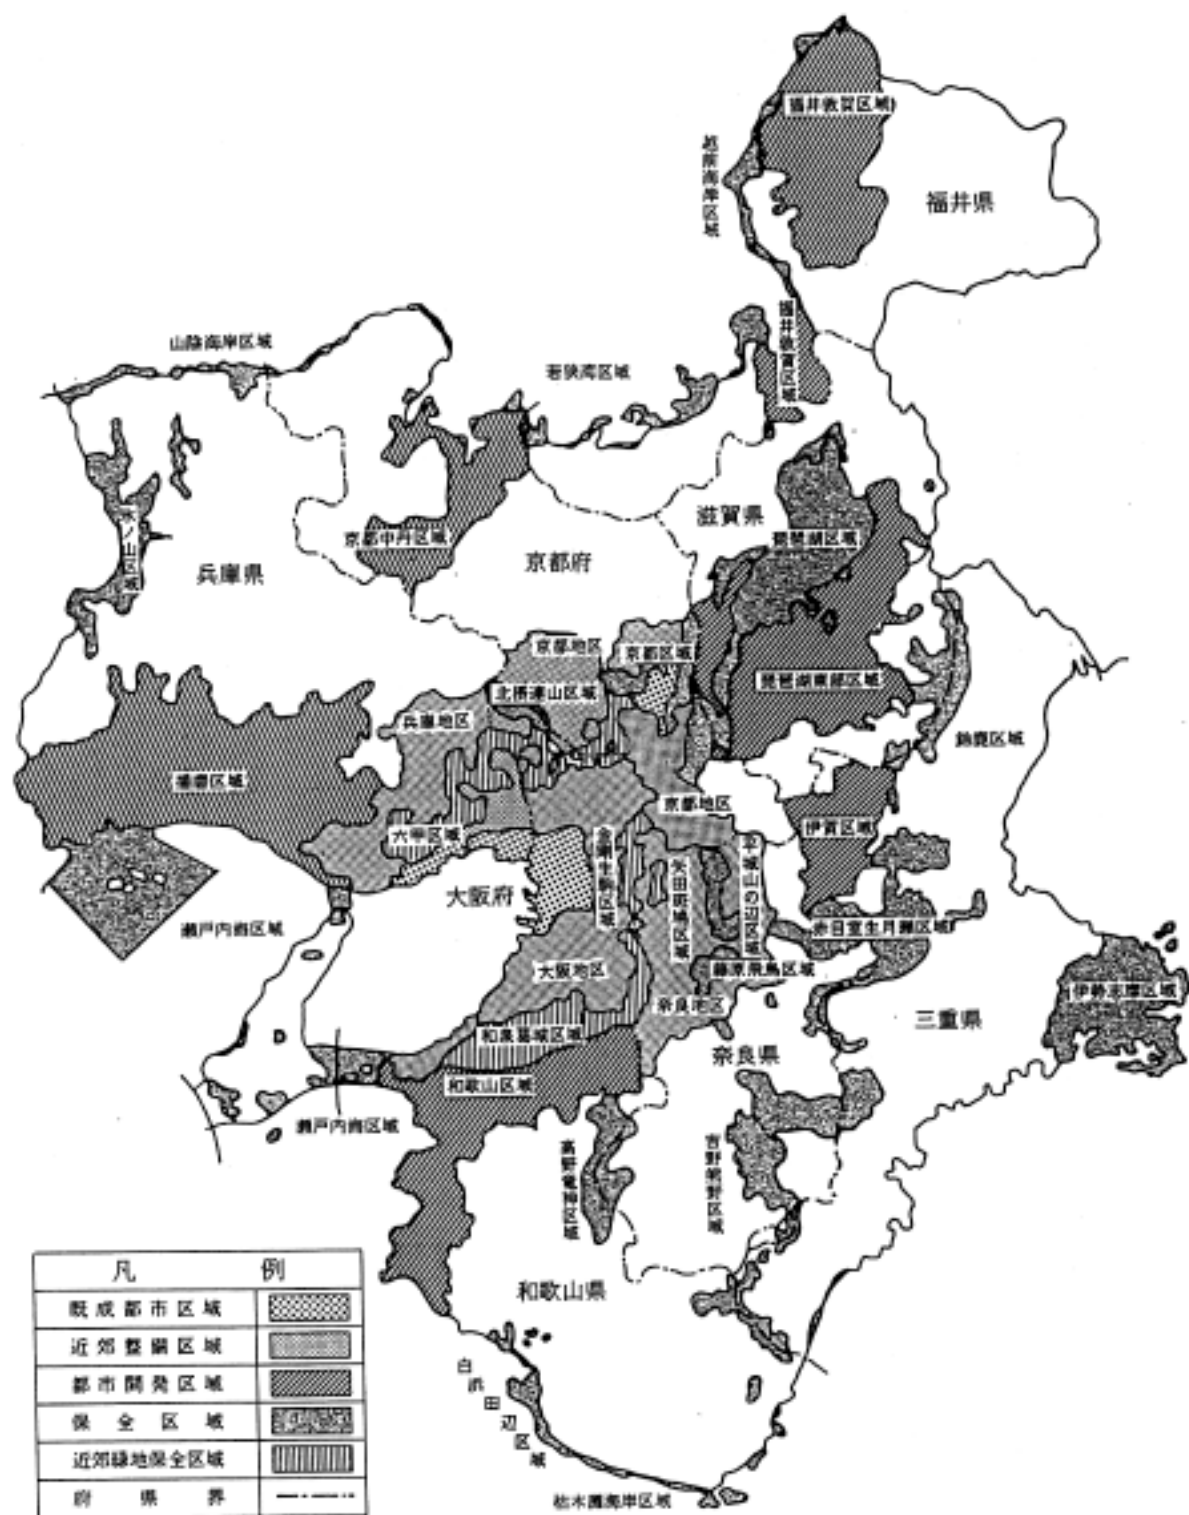 福井敦賀区域
越前海岸区域
福井県
福井敦賀区域
山陰海岸区域
若狭湾区域
滋賀県
琵琶湖区域
京都中丹区域
京都府
氷ノ山区域
兵庫県
京都地区
京都区域
北摂連山区域
琵琶湖東部区域
兵庫地区
鈴鹿区域
播磨区域
京都地区
伊賀区域
六甲区域
金剛生駒区域
矢田斑鳩区域
平城山の辺区域
大阪府
瀬戸内海区域
赤目室生月瀬区域
大阪地区
藤原飛鳥区域
伊勢志摩区域
奈良地区
三重県
和泉葛城区域
奈良県
和歌山区域
瀬戸内海区域
高野竜神区域
吉野熊野区域
和歌山県
白浜田辺区域
枯木灘海岸区域
凡例
既成都市区域
近郊整備区域
都市開発区域
保全区域
近郊緑地保全区域
府県界